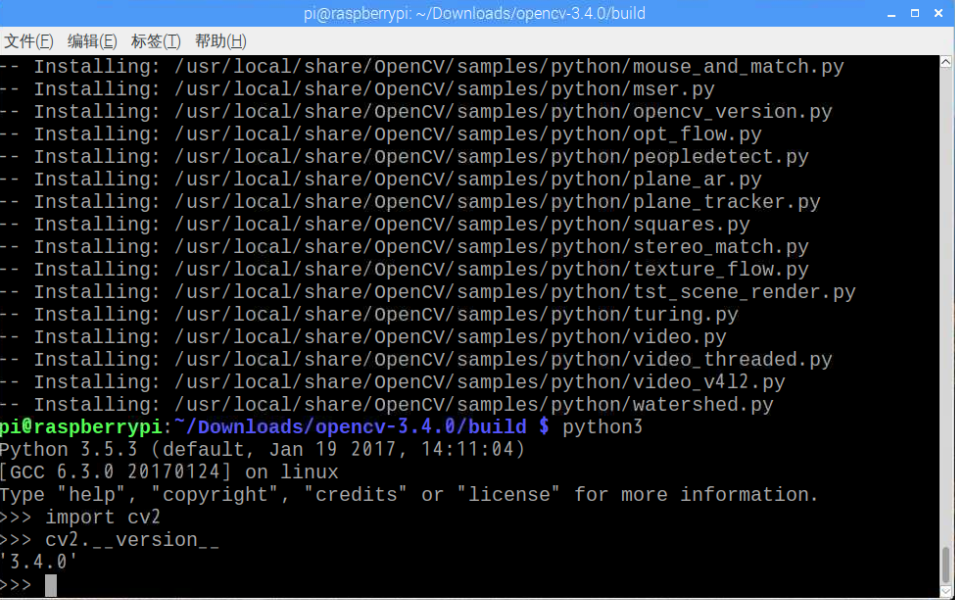 pi@raspberrypi: ~/Downloads/opencv-3.4.0/build
文件(F) 编辑(E) 标签(T) 帮助(H)
-- Installing: /usr/local/share/OpenCV/samples/python/mouse_and_match.py
-- Installing: /usr/local/share/OpenCV/samples/python/mser.py
-- Installing: /usr/local/share/OpenCV/samples/python/opencv_version.py
-- Installing: /usr/local/share/OpenCV/samples/python/opt_flow.py
-- Installing: /usr/local/share/OpenCV/samples/python/peopledetect.py
-- Installing: /usr/local/share/OpenCV/samples/python/plane_ar.py
-- Installing: /usr/local/share/OpenCV/samples/python/plane_tracker.py
-- Installing: /usr/local/share/OpenCV/samples/python/squares.py
-- Installing: /usr/local/share/OpenCV/samples/python/stereo_match.py
-- Installing: /usr/local/share/OpenCV/samples/python/texture_flow.py
-- Installing: /usr/local/share/OpenCV/samples/python/tst_scene_render.py
-- Installing: /usr/local/share/OpenCV/samples/python/turing.py
-- Installing: /usr/local/share/OpenCV/samples/python/video.py
-- Installing: /usr/local/share/OpenCV/samples/python/video_threaded.py
-- Installing: /usr/local/share/OpenCV/samples/python/video_v4l2.py
-- Installing: /usr/local/share/OpenCV/samples/python/watershed.py
pi@raspberrypi:~/Downloads/opencv-3.4.0/build $ python3
Python 3.5.3 (default, Jan 19 2017, 14:11:04)
[GCC 6.3.0 20170124] on linux
Type "help", "copyright", "credits" or "license" for more information.
>>> import cv2
>>> cv2.__version__
'3.4.0'
>>>